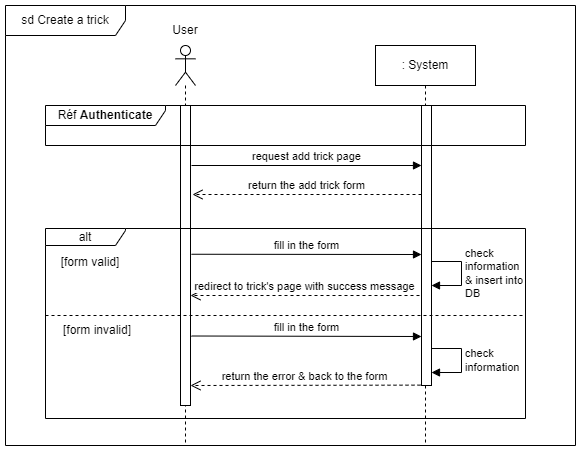 sd Create a trick
User
: System
Réf Authenticate
request add trick page
return the add trick form
alt
[form valid]
fill in the form
check
information
& insert into
DB
redirect to trick's page with success message
[form invalid]
fill in the form
check
information
return the error & back to the form